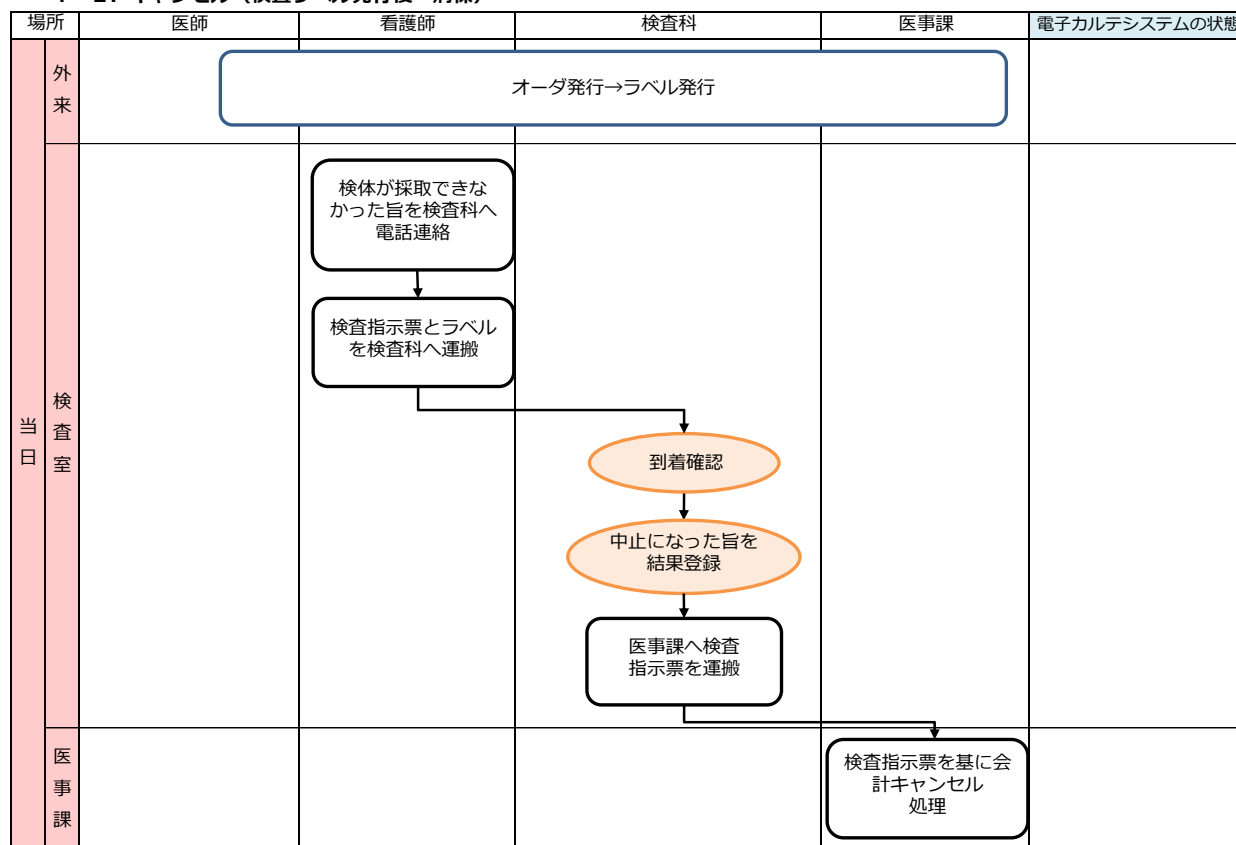 場所 医師 看護師 検査科 医事課 電子カルテシステムの状態
当日
外来
オーダ発行→ラベル発行
検査室
検体が採取できな
かった旨を検査科へ
電話連絡
検査指示票とラベル
を検査科へ運搬
到着確認
中止になった旨を
結果登録
医事課へ検査
指示票を運搬
医事課
検査指示票を基に会
計キャンセル
処理